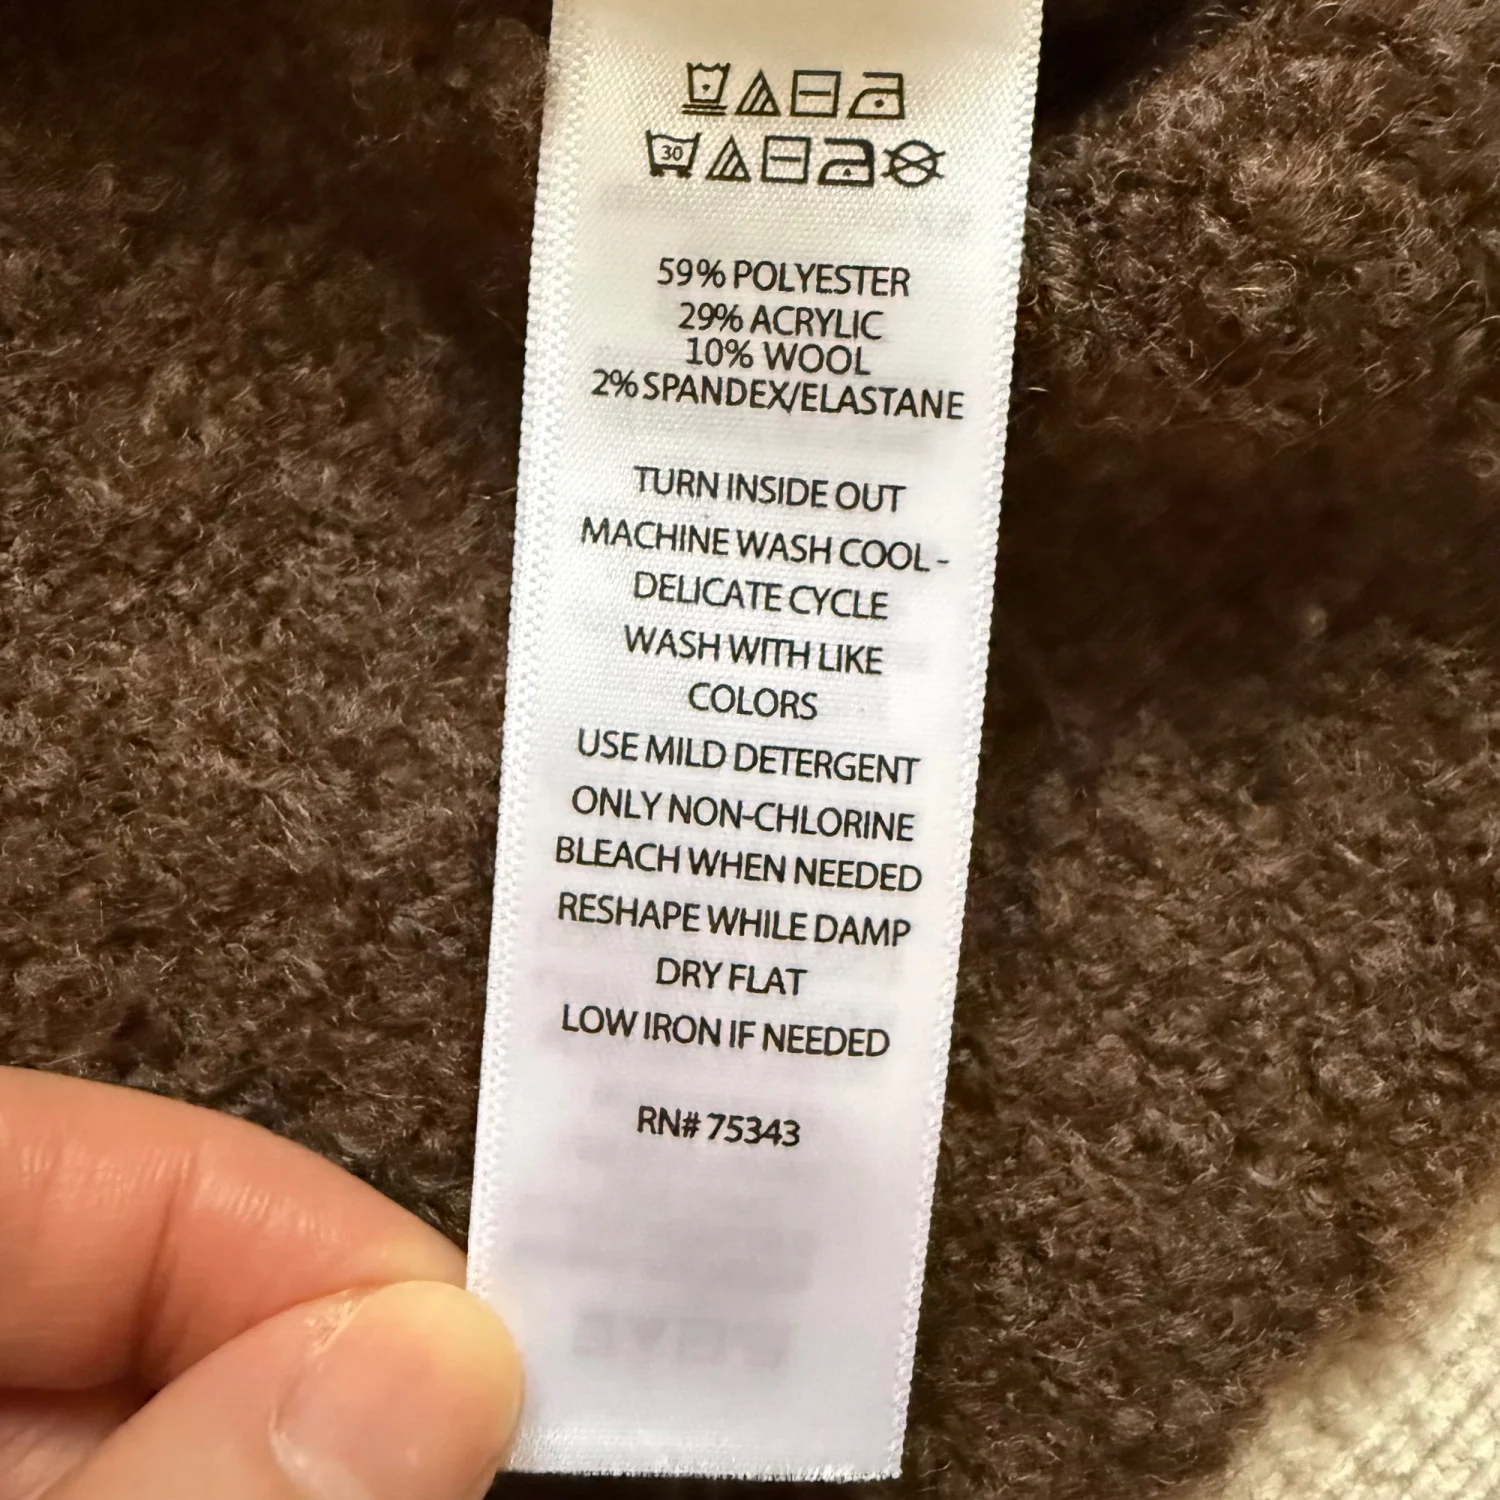 30
59% POLYESTER
29% ACRYLIC
10% WOOL
2% SPANDEX/ELASTANE
TURN INSIDE OUT
MACHINE WASH COOL -
DELICATE CYCLE
WASH WITH LIKE
COLORS
USE MILD DETERGENT
ONLY NON-CHLORINE
BLEACH WHEN NEEDED
RESHAPE WHILE DAMP
DRY FLAT
LOW IRON IF NEEDED
RN# 75343